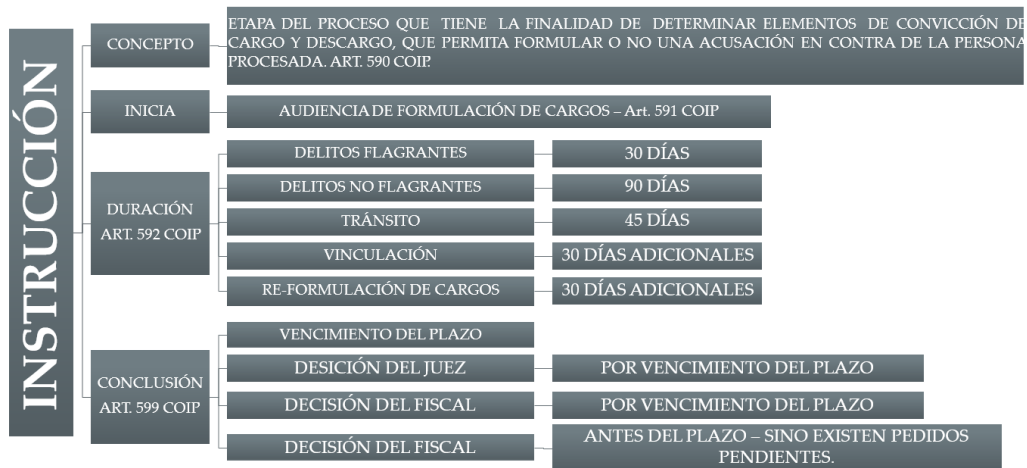 INSTRUCCIÓN
CONCEPTO
ETAPA DEL PROCESO QUE TIENE LA FINALIDAD DE DETERMINAR ELEMENTOS DE CONVICCIÓN DE
CARGO Y DESCARGO, QUE PERMITA FORMULAR O NO UNA ACUSACIÓN EN CONTRA DE LA PERSONA
PROCESADA. ART. 590 COIP.
INICIA
AUDIENCIA DE FORMULACIÓN DE CARGOS – Art. 591 COIP
DURACIÓN
ART. 592 COIP
DELITOS FLAGRANTES
30 DÍAS
DELITOS NO FLAGRANTES
90 DÍAS
TRÁNSITO
45 DÍAS
VINCULACIÓN
30 DÍAS ADICIONALES
RE-FORMULACIÓN DE CARGOS
30 DÍAS ADICIONALES
CONCLUSIÓN
ART. 599 COIP
VENCIMIENTO DEL PLAZO
DESICIÓN DEL JUEZ
POR VENCIMIENTO DEL PLAZO
DECISIÓN DEL FISCAL
POR VENCIMIENTO DEL PLAZO
DECISIÓN DEL FISCAL
ANTES DEL PLAZO – SINO EXISTEN PEDIDOS
PENDIENTES.